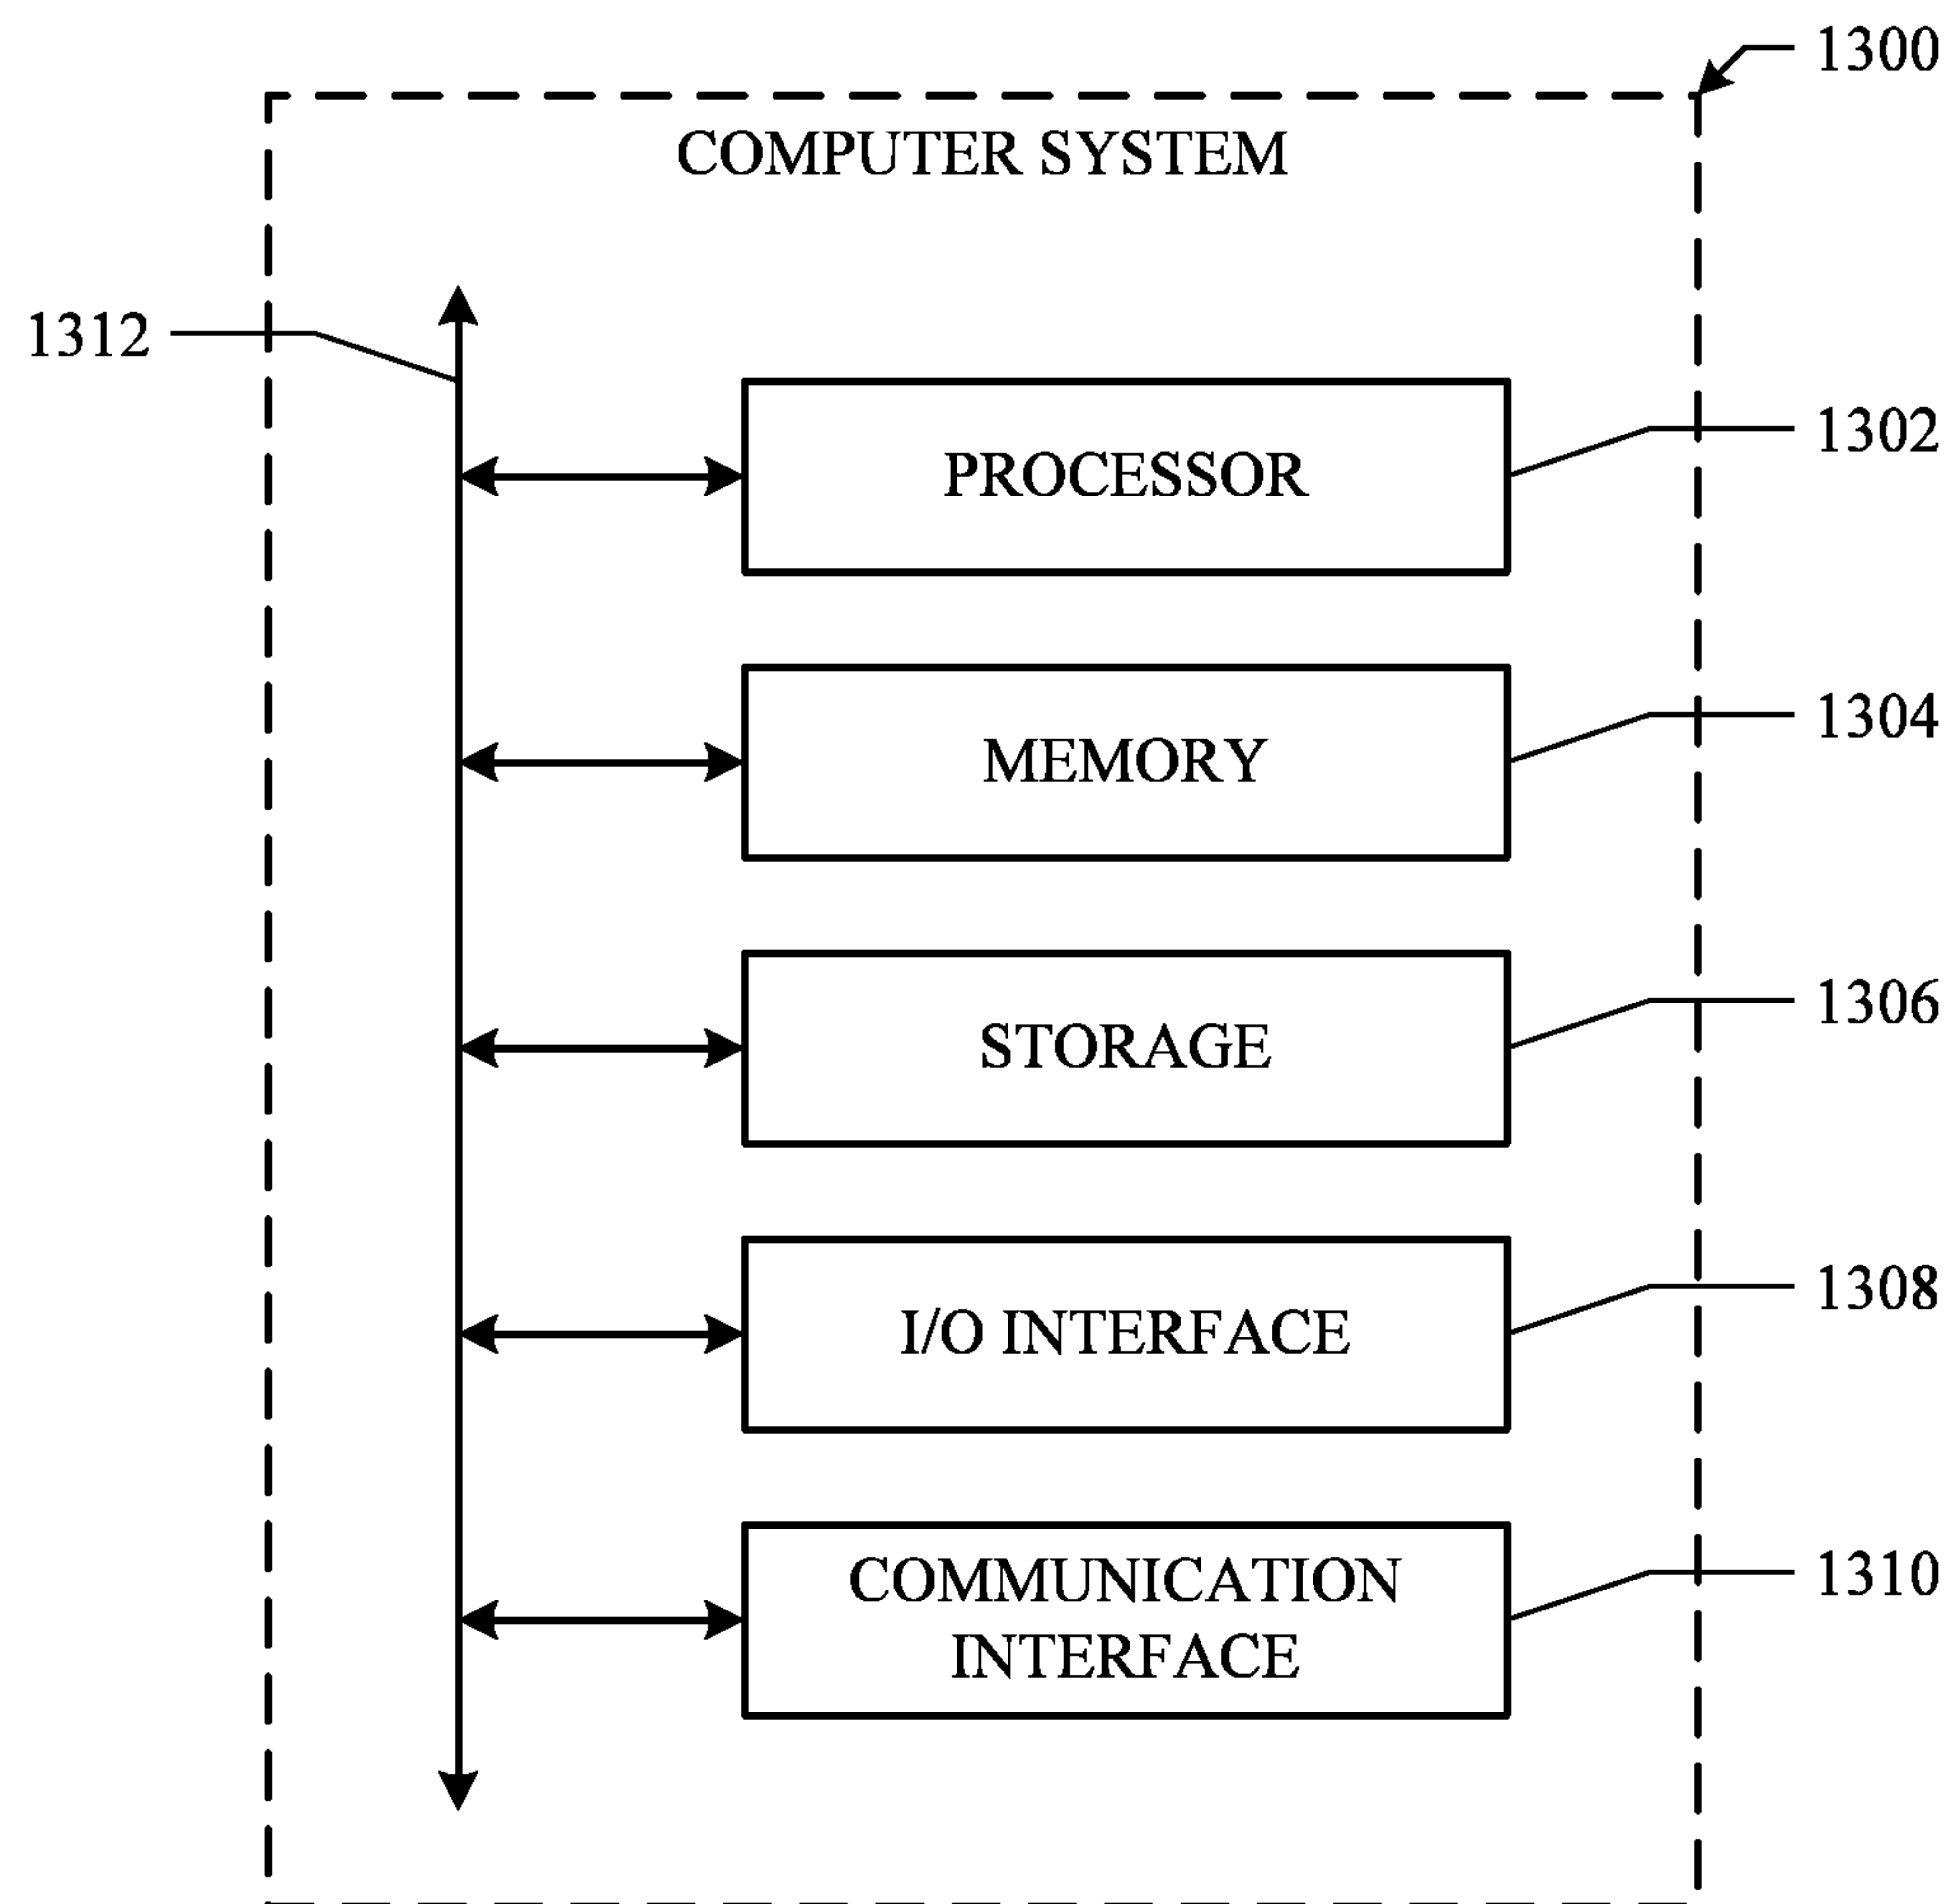 1300
COMPUTER SYSTEM
1312
1302
PROCESSOR
1304
MEMORY
1306
STORAGE
1308
I/O INTERFACE
1310
COMMUNICATION
INTERFACE